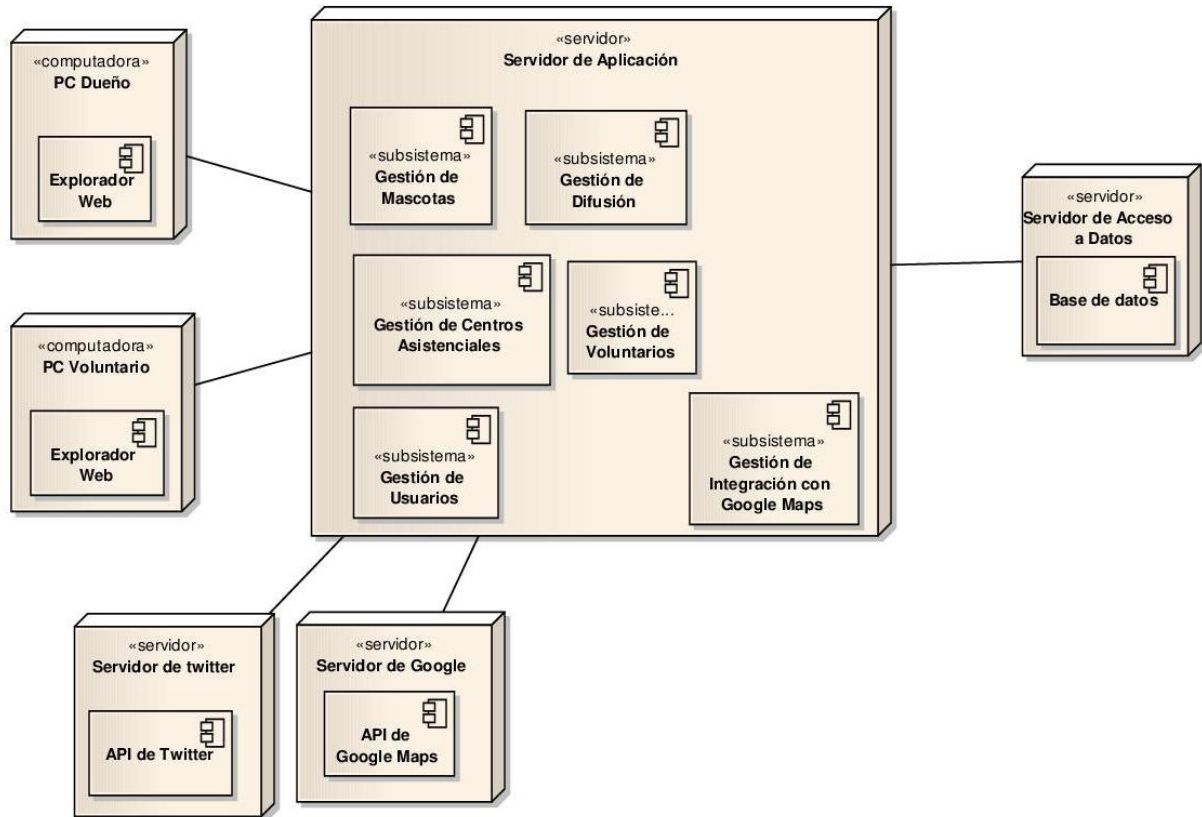 «computadora»
PC Dueño
Explorador
Web
«computadora»
PC Voluntario
Explorador
Web
«servidor»
Servidor de Aplicación
«subsistema»
Gestión de
Mascotas
«subsistema»
Gestión de
Difusión
«subsistema»
Gestión de Centros
Asistenciales
«subsiste...
Gestión de
Voluntarios
«subsistema»
Gestión de
Usuarios
«subsistema»
Gestión de
Integración con
Google Maps
«servidor»
Servidor de Acceso
a Datos
Base de datos
«servidor»
Servidor de twitter
API de Twitter
«servidor»
Servidor de Google
API de
Google Maps